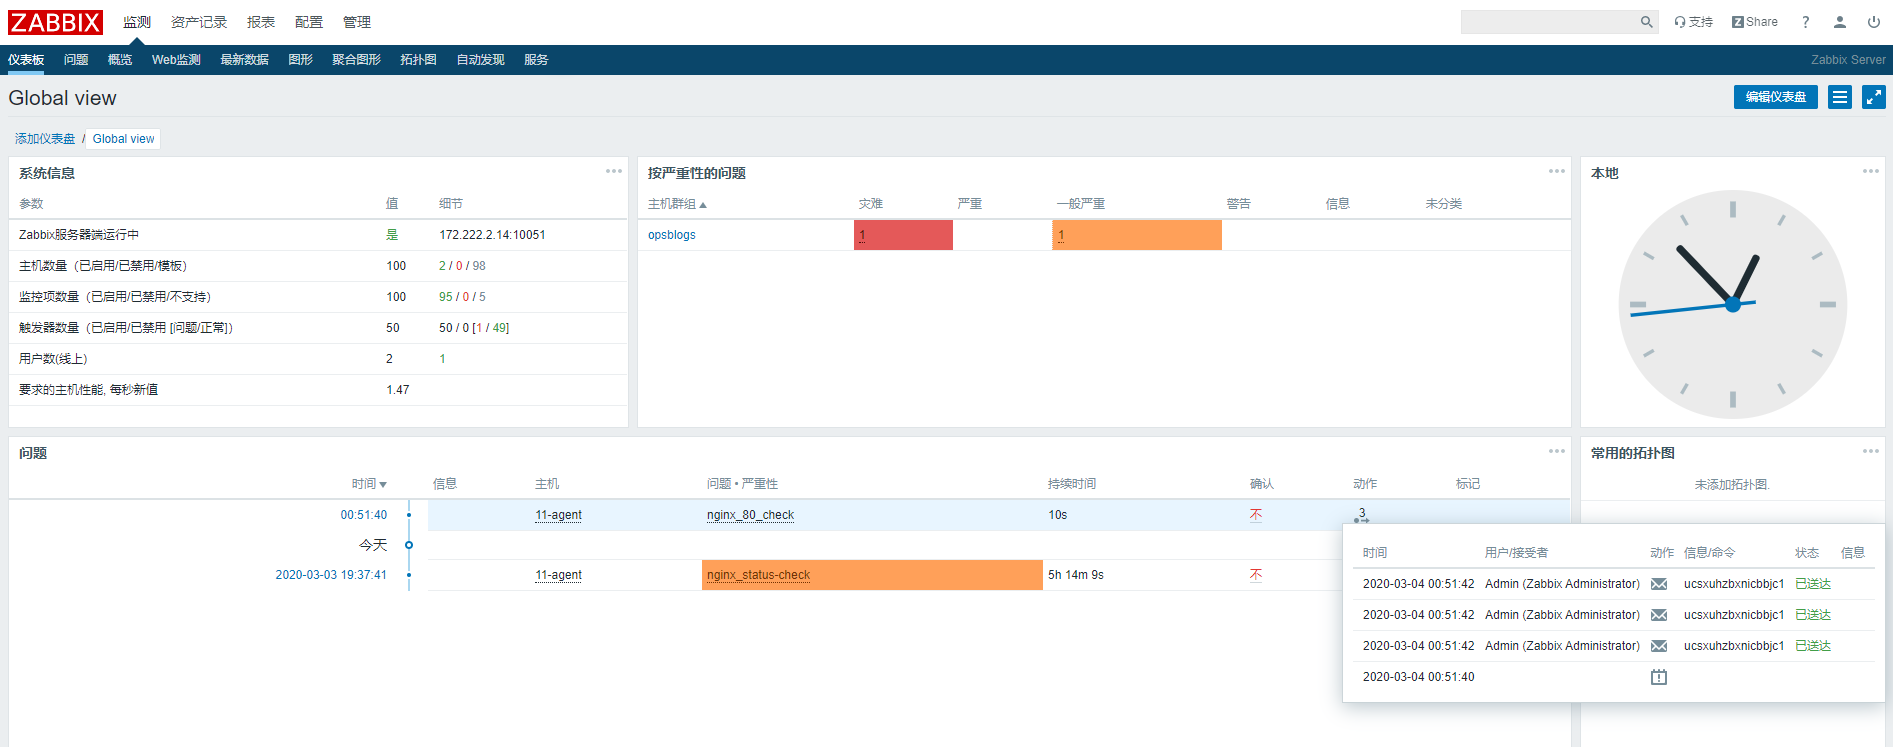 ZABBIX 监测 资产记录 报表 配置 管理 支持 Z Share ?
仪表板 问题 概览 Web监测 最新数据 图形 聚合图形 拓扑图 自动发现 服务 Zabbix Server
Global view 编辑仪表盘
添加仪表盘 / Global view
系统信息
参数 值 细节
Zabbix服务器端运行中 是 172.222.2.14:10051
主机数量（已启用/已禁用/模板） 100 2 / 0 / 98
监控项数量（已启用/已禁用/不支持） 100 95 / 0 / 5
触发器数量（已启用/已禁用 [问题/正常]） 50 50 / 0 [1 / 49]
用户数(线上) 2 1
要求的主机性能, 每秒新值 1.47
按严重性的问题
主机群组 灾难 严重 一般严重 警告 信息 未分类
opsblogs 1 1
本地
问题
时间 信息 主机 问题 • 严重性 持续时间 确认 动作 标记
00:51:40 11-agent nginx_80_check 10s 不 3
今天
2020-03-03 19:37:41 11-agent nginx_status-check 5h 14m 9s 不
常用的拓扑图
未添加拓扑图.
时间 用户/接受者 动作 信息/命令 状态 信息
2020-03-04 00:51:42 Admin (Zabbix Administrator) ucsxuhzbxnicbbjc1 已送达
2020-03-04 00:51:42 Admin (Zabbix Administrator) ucsxuhzbxnicbbjc1 已送达
2020-03-04 00:51:42 Admin (Zabbix Administrator) ucsxuhzbxnicbbjc1 已送达
2020-03-04 00:51:40